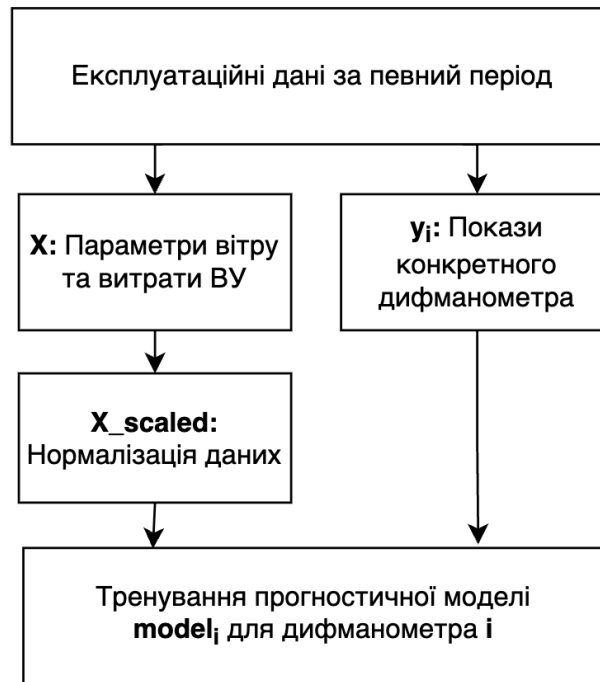 Експлуатаційні дані за певний період
X: Параметри вітру
та витрати ВУ
yᵢ: Покази
конкретного
дифманометра
X_scaled:
Нормалізація даних
Тренування прогностичної моделі
modelᵢ для дифманометра i